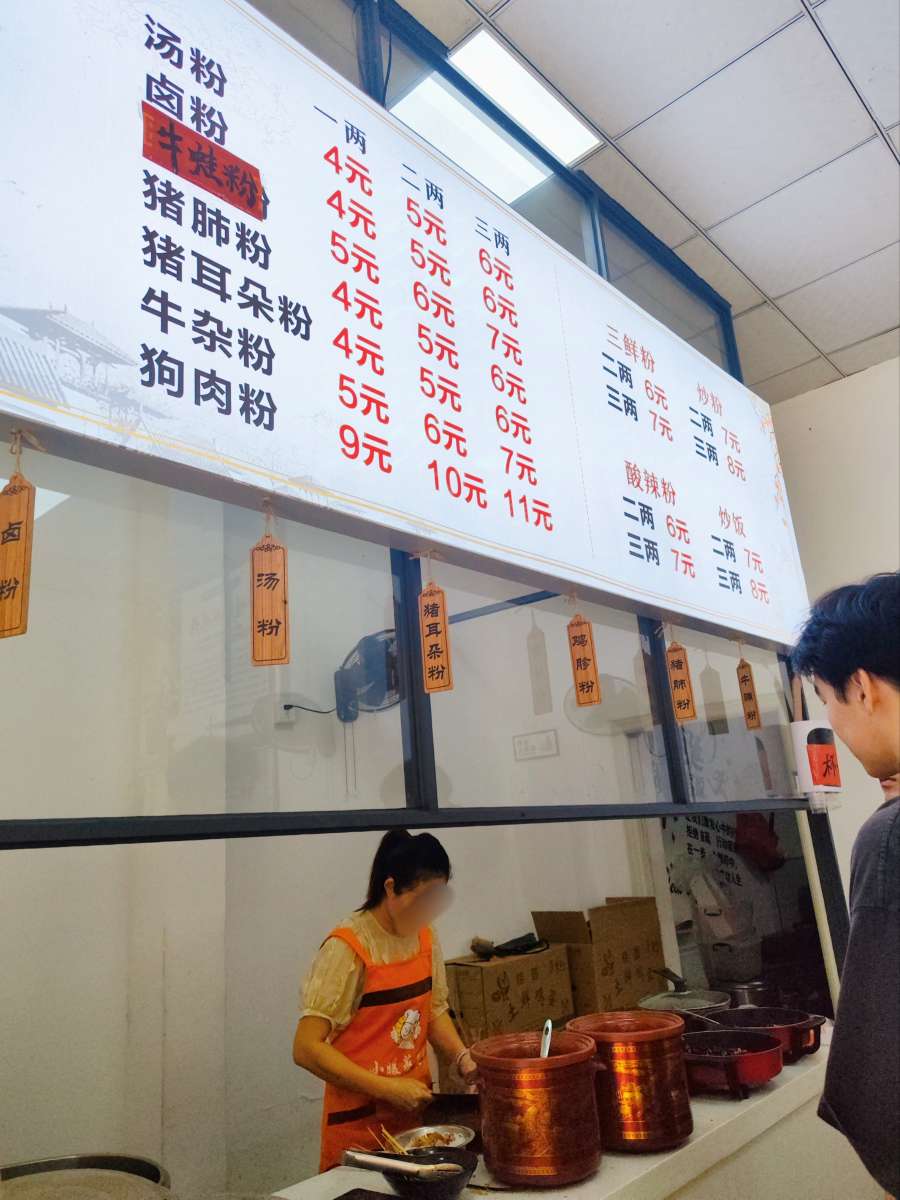 一两 二两 三两
汤粉 4元 5元 6元
卤粉 4元 5元 6元
牛蛙粉 5元 6元 7元
猪肺粉 4元 5元 6元
猪耳朵粉 4元 5元 6元
牛杂粉 5元 6元 7元
狗肉粉 9元 10元 11元
三鲜粉
二两 6元
三两 7元
炒粉
二两 7元
三两 8元
酸辣粉
二两 6元
三两 7元
炒饭
二两 7元
三两 8元
卤粉
汤粉
猪耳朵粉
鸡胗粉
猪肺粉
牛腩粉
杯